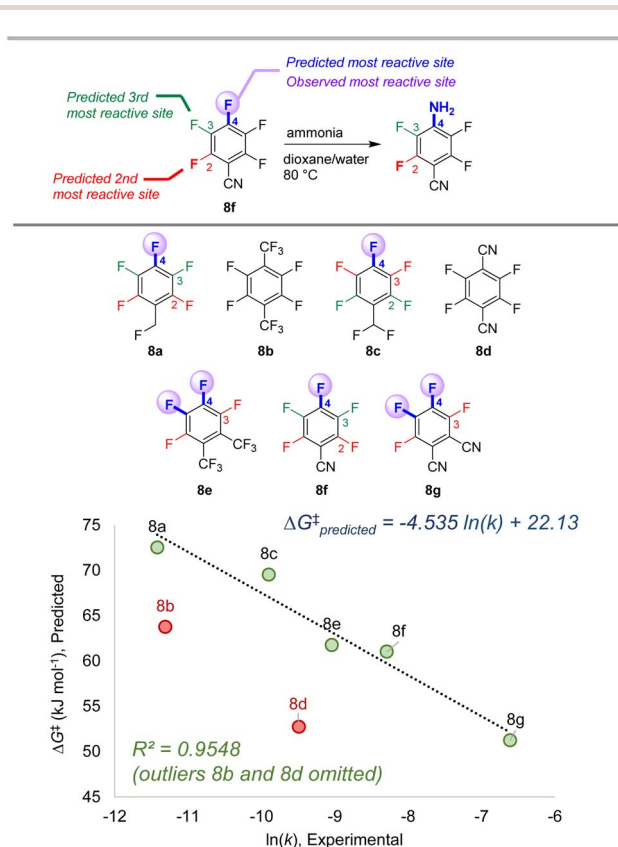 Predicted most reactive site
Observed most reactive site
Predicted 3rd
most reactive site
Predicted 2nd
most reactive site
F
4
F
3
F
F
2
F
CN
8f
ammonia
dioxane/water
80 °C
NH2
4
F
3
F
F
2
F
CN
F
4
F
F
3
F
2
F
F
8a
CF3
F
F
F
F
CF3
8b
F
4
F
F
3
F
2
F
F
F
8c
CN
F
F
F
F
CN
8d
F
F
4
F
3
F
CF3
CF3
8e
F
4
F
F
3
F
2
F
CN
8f
F
F
4
F
3
F
CN
CN
8g
ΔG‡predicted = -4.535 ln(k) + 22.13
75
70
65
60
55
50
45
ΔG‡ (kJ mol-1), Predicted
8a
8c
8b
8e
8f
8d
8g
R² = 0.9548
(outliers 8b and 8d omitted)
-12 -11 -10 -9 -8 -7 -6
ln(k), Experimental